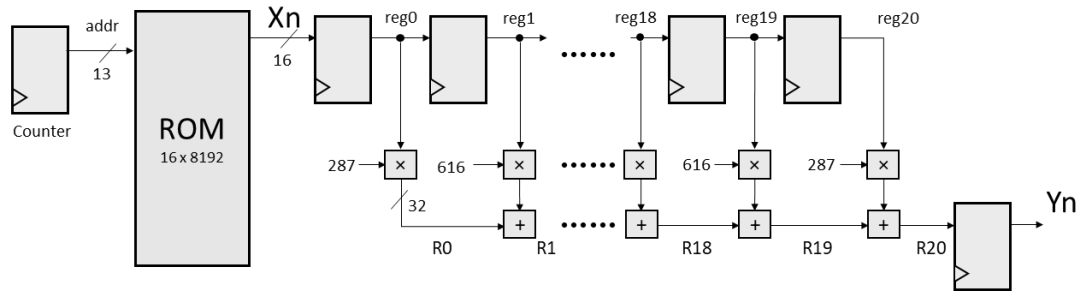 addr
13
Counter
ROM
16 x 8192
Xn
16
reg0
reg1
reg18
reg19
reg20
287
×
616
×
×
616
×
287
×
32
+
+
+
+
R0
R1
R18
R19
R20
Yn